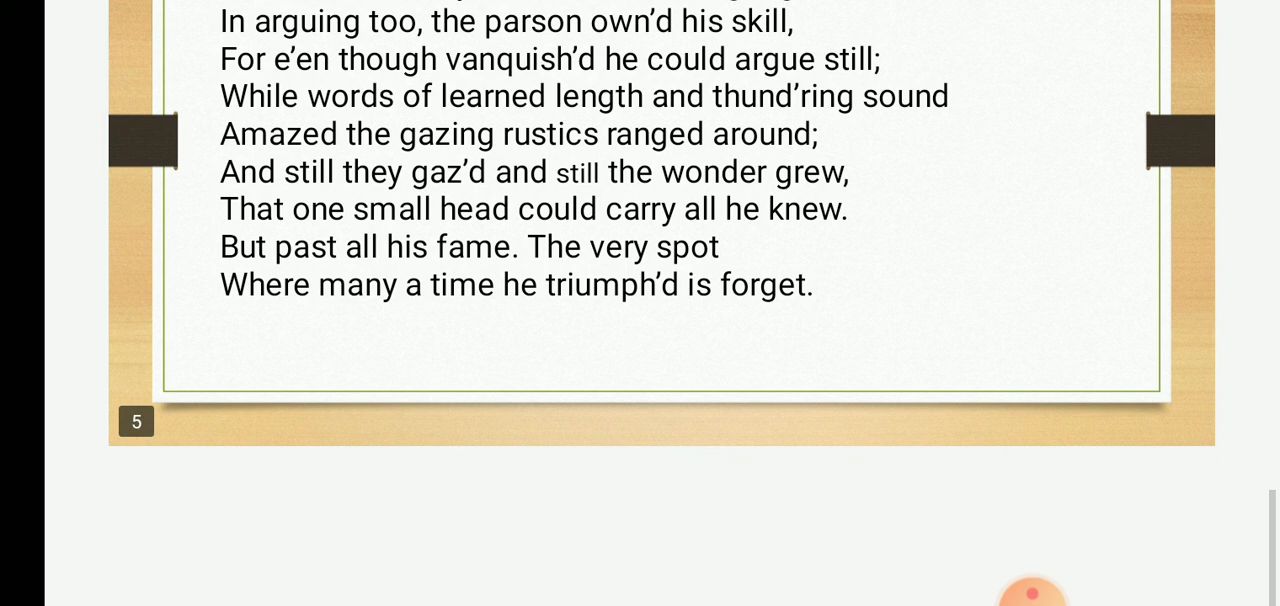 In arguing too, the parson own’d his skill,
For e’en though vanquish’d he could argue still;
While words of learned length and thund’ring sound
Amazed the gazing rustics ranged around;
And still they gaz’d and still the wonder grew,
That one small head could carry all he knew.
But past all his fame. The very spot
Where many a time he triumph’d is forget.
5